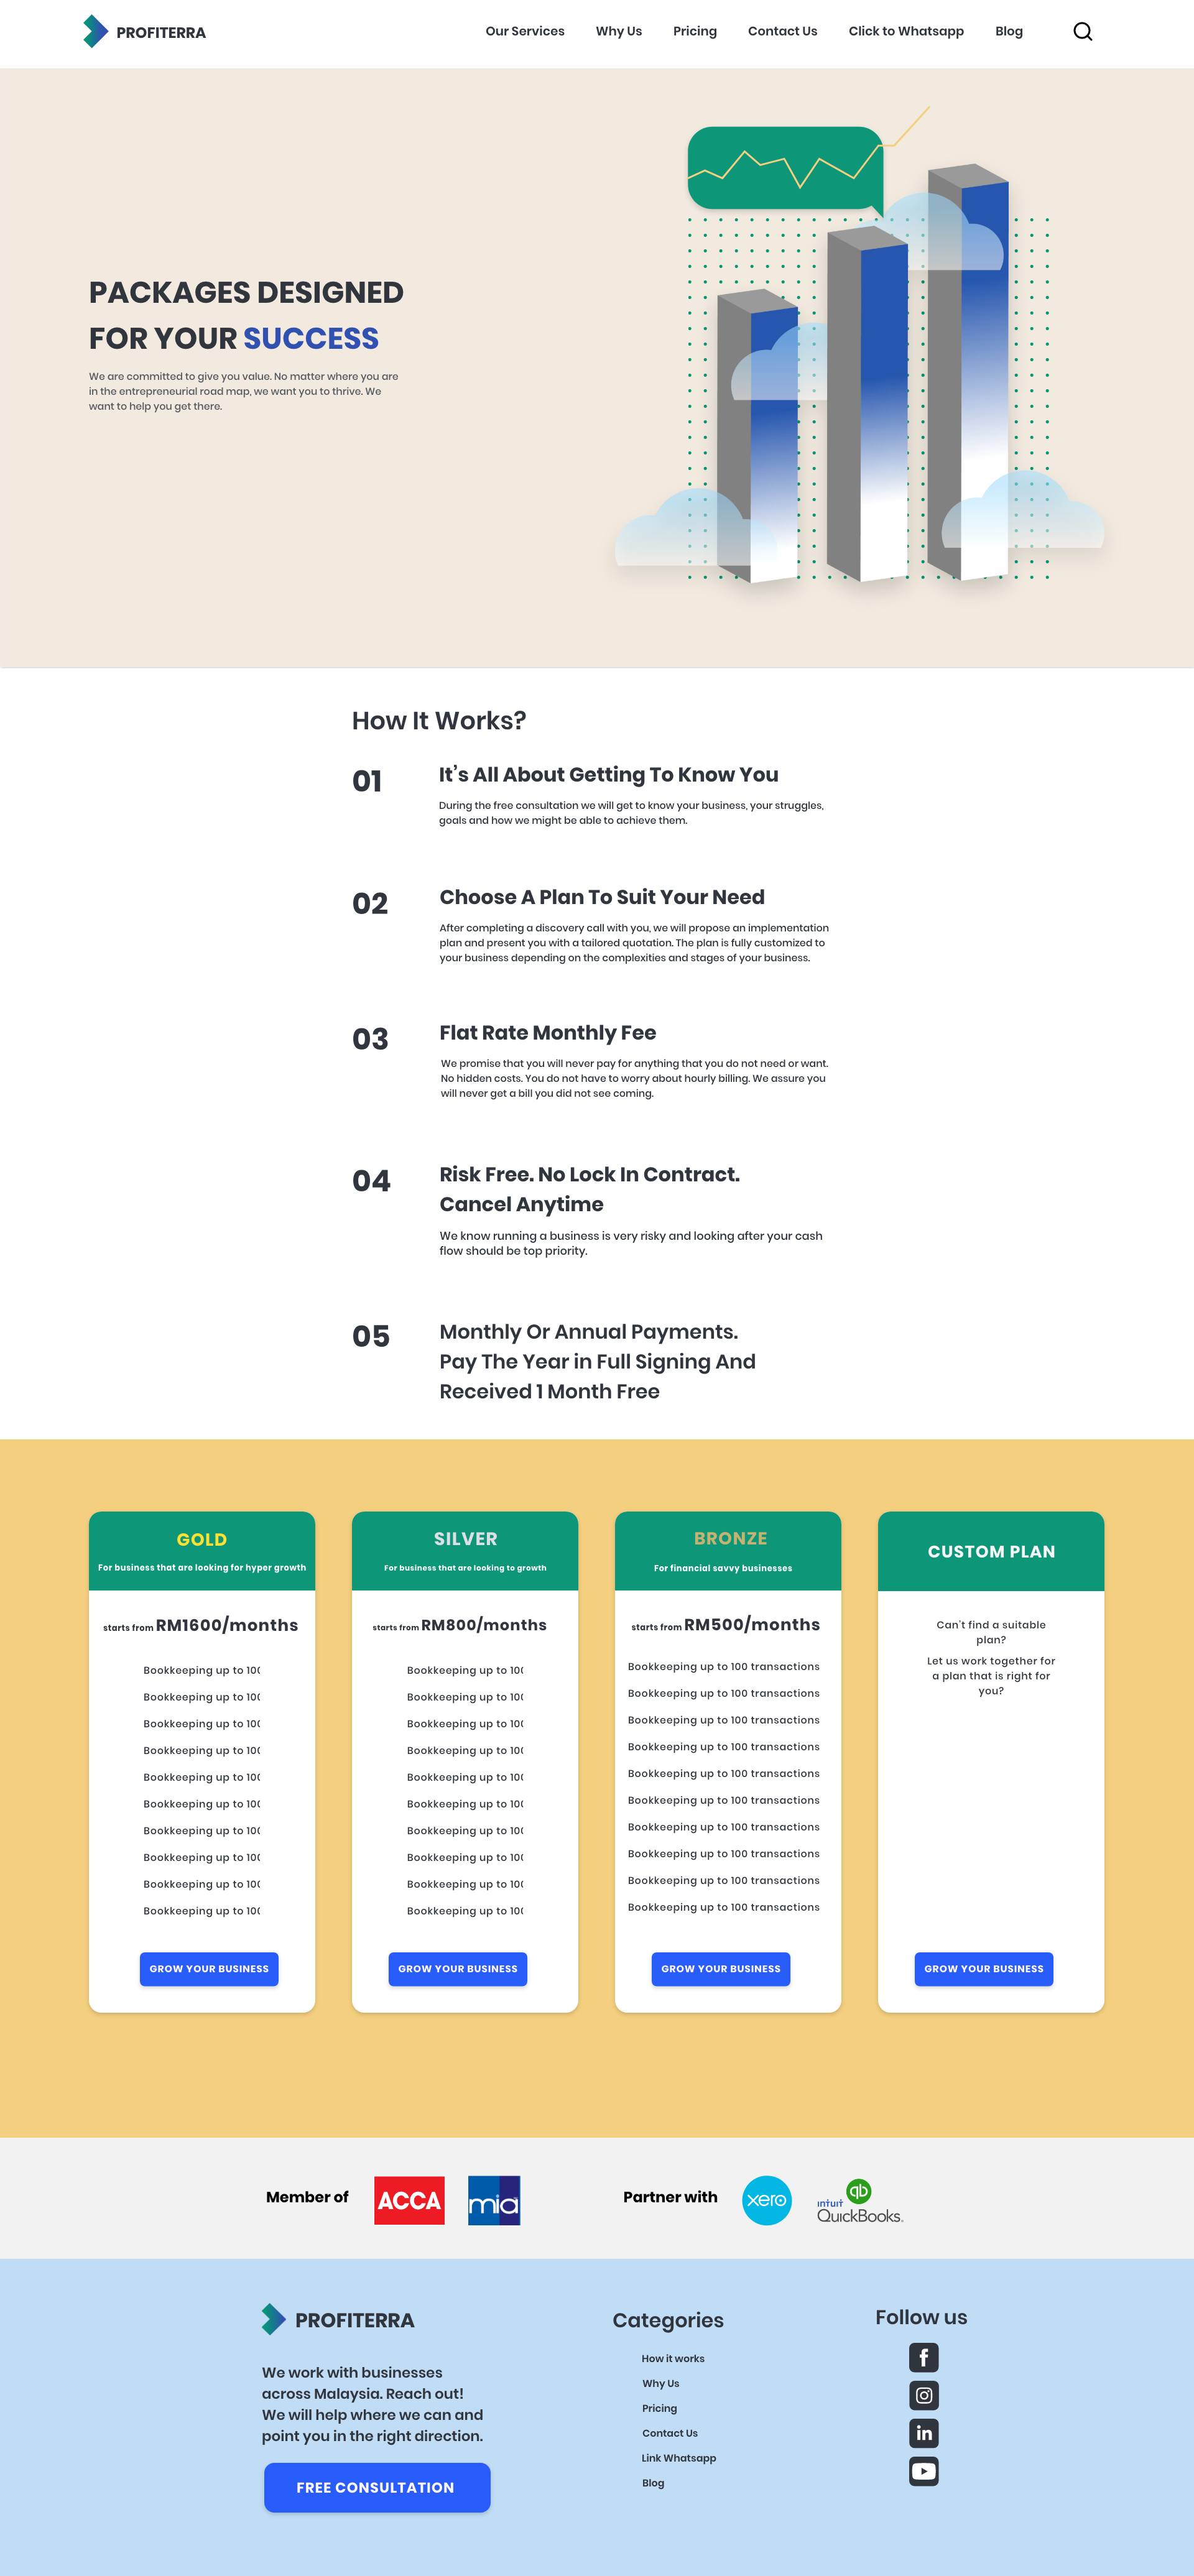 PROFITERRA
Our Services
Why Us
Pricing
Contact Us
Click to Whatsapp
Blog
PACKAGES DESIGNED
FOR YOUR SUCCESS
We are committed to give you value. No matter where you are
in the entrepreneurial road map, we want you to thrive. We
want to help you get there.
How It Works?
01
It's All About Getting To Know You
During the free consultation we will get to know your business, your struggles,
goals and how we might be able to achieve them.
02
Choose A Plan To Suit Your Need
After completing a discovery call with you, we will propose an implementation
plan and present you with a tailored quotation. The plan is fully customized to
your business depending on the complexities and stages of your business.
03
Flat Rate Monthly Fee
We promise that you will never pay for anything that you do not need or want.
No hidden costs. You do not have to worry about hourly billing. We assure you
will never get a bill you did not see coming.
04
Risk Free. No Lock In Contract.
Cancel Anytime
We know running a business is very risky and looking after your cash
flow should be top priority.
05
Monthly Or Annual Payments.
Pay The Year in Full Signing And
Received 1 Month Free
GOLD
For business that are looking for hyper growth
starts from RM1600/months
Bookkeeping up to 100
Bookkeeping up to 100
Bookkeeping up to 100
Bookkeeping up to 100
Bookkeeping up to 100
Bookkeeping up to 100
Bookkeeping up to 100
Bookkeeping up to 100
Bookkeeping up to 100
Bookkeeping up to 100
GROW YOUR BUSINESS
SILVER
For business that are looking to growth
starts from RM800/months
Bookkeeping up to 100
Bookkeeping up to 100
Bookkeeping up to 100
Bookkeeping up to 100
Bookkeeping up to 100
Bookkeeping up to 100
Bookkeeping up to 100
Bookkeeping up to 100
Bookkeeping up to 100
Bookkeeping up to 100
GROW YOUR BUSINESS
BRONZE
For financial savvy businesses
starts from RM500/months
Bookkeeping up to 100 transactions
Bookkeeping up to 100 transactions
Bookkeeping up to 100 transactions
Bookkeeping up to 100 transactions
Bookkeeping up to 100 transactions
Bookkeeping up to 100 transactions
Bookkeeping up to 100 transactions
Bookkeeping up to 100 transactions
Bookkeeping up to 100 transactions
Bookkeeping up to 100 transactions
GROW YOUR BUSINESS
CUSTOM PLAN
Can't find a suitable
plan?
Let us work together for
a plan that is right for
you?
GROW YOUR BUSINESS
Member of
ACCA
mia
Partner with
xero
qb
intuit
QuickBooks.
PROFITERRA
We work with businesses
across Malaysia. Reach out!
We will help where we can and
point you in the right direction.
FREE CONSULTATION
Categories
How it works
Why Us
Pricing
Contact Us
Link Whatsapp
Blog
Follow us
f
in